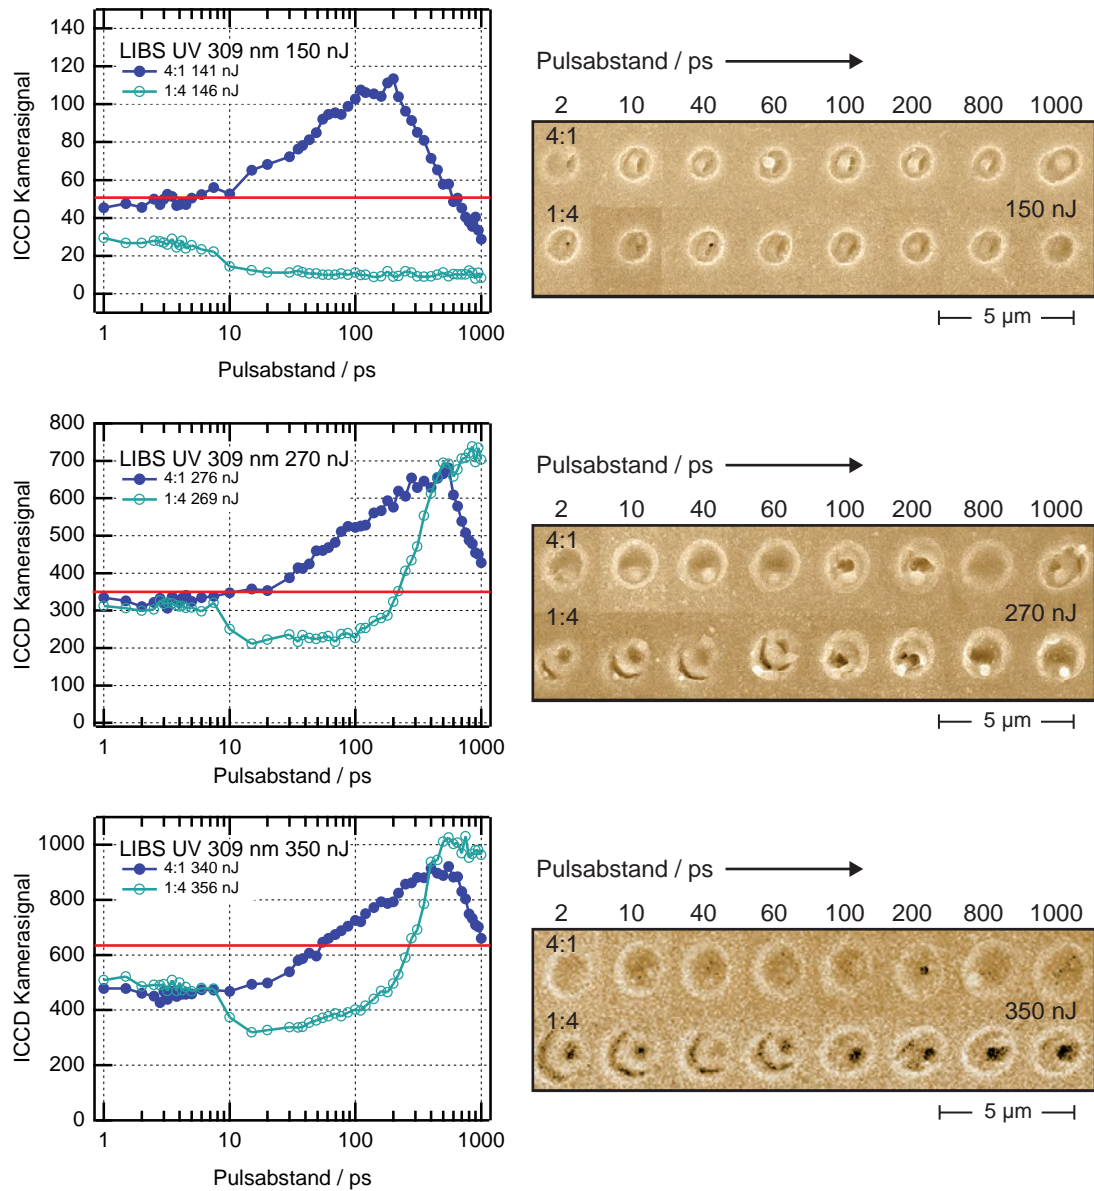 140
120
100
80
60
40
20
0
ICCD Kamerasignal
LIBS UV 309 nm 150 nJ
4:1 141 nJ
1:4 146 nJ
1 10 100 1000
Pulsabstand / ps
Pulsabstand / ps
2 10 40 60 100 200 800 1000
4:1
1:4
150 nJ
5 µm
800
700
600
500
400
300
200
100
0
ICCD Kamerasignal
LIBS UV 309 nm 270 nJ
4:1 276 nJ
1:4 269 nJ
1 10 100 1000
Pulsabstand / ps
Pulsabstand / ps
2 10 40 60 100 200 800 1000
4:1
1:4
270 nJ
5 µm
1000
800
600
400
200
0
ICCD Kamerasignal
LIBS UV 309 nm 350 nJ
4:1 340 nJ
1:4 356 nJ
1 10 100 1000
Pulsabstand / ps
Pulsabstand / ps
2 10 40 60 100 200 800 1000
4:1
1:4
350 nJ
5 µm